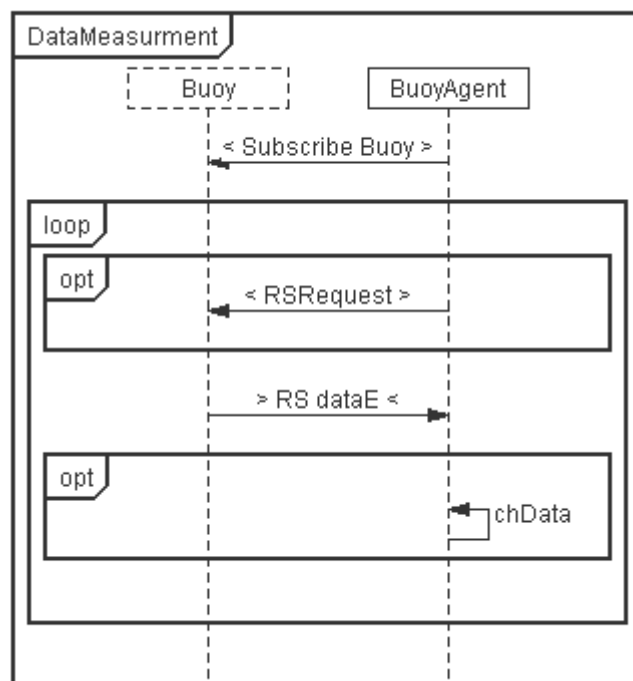 DataMeasurment
Buoy
BuoyAgent
< Subscribe Buoy >
loop
opt
< RSRequest >
> RS dataE <
opt
chData